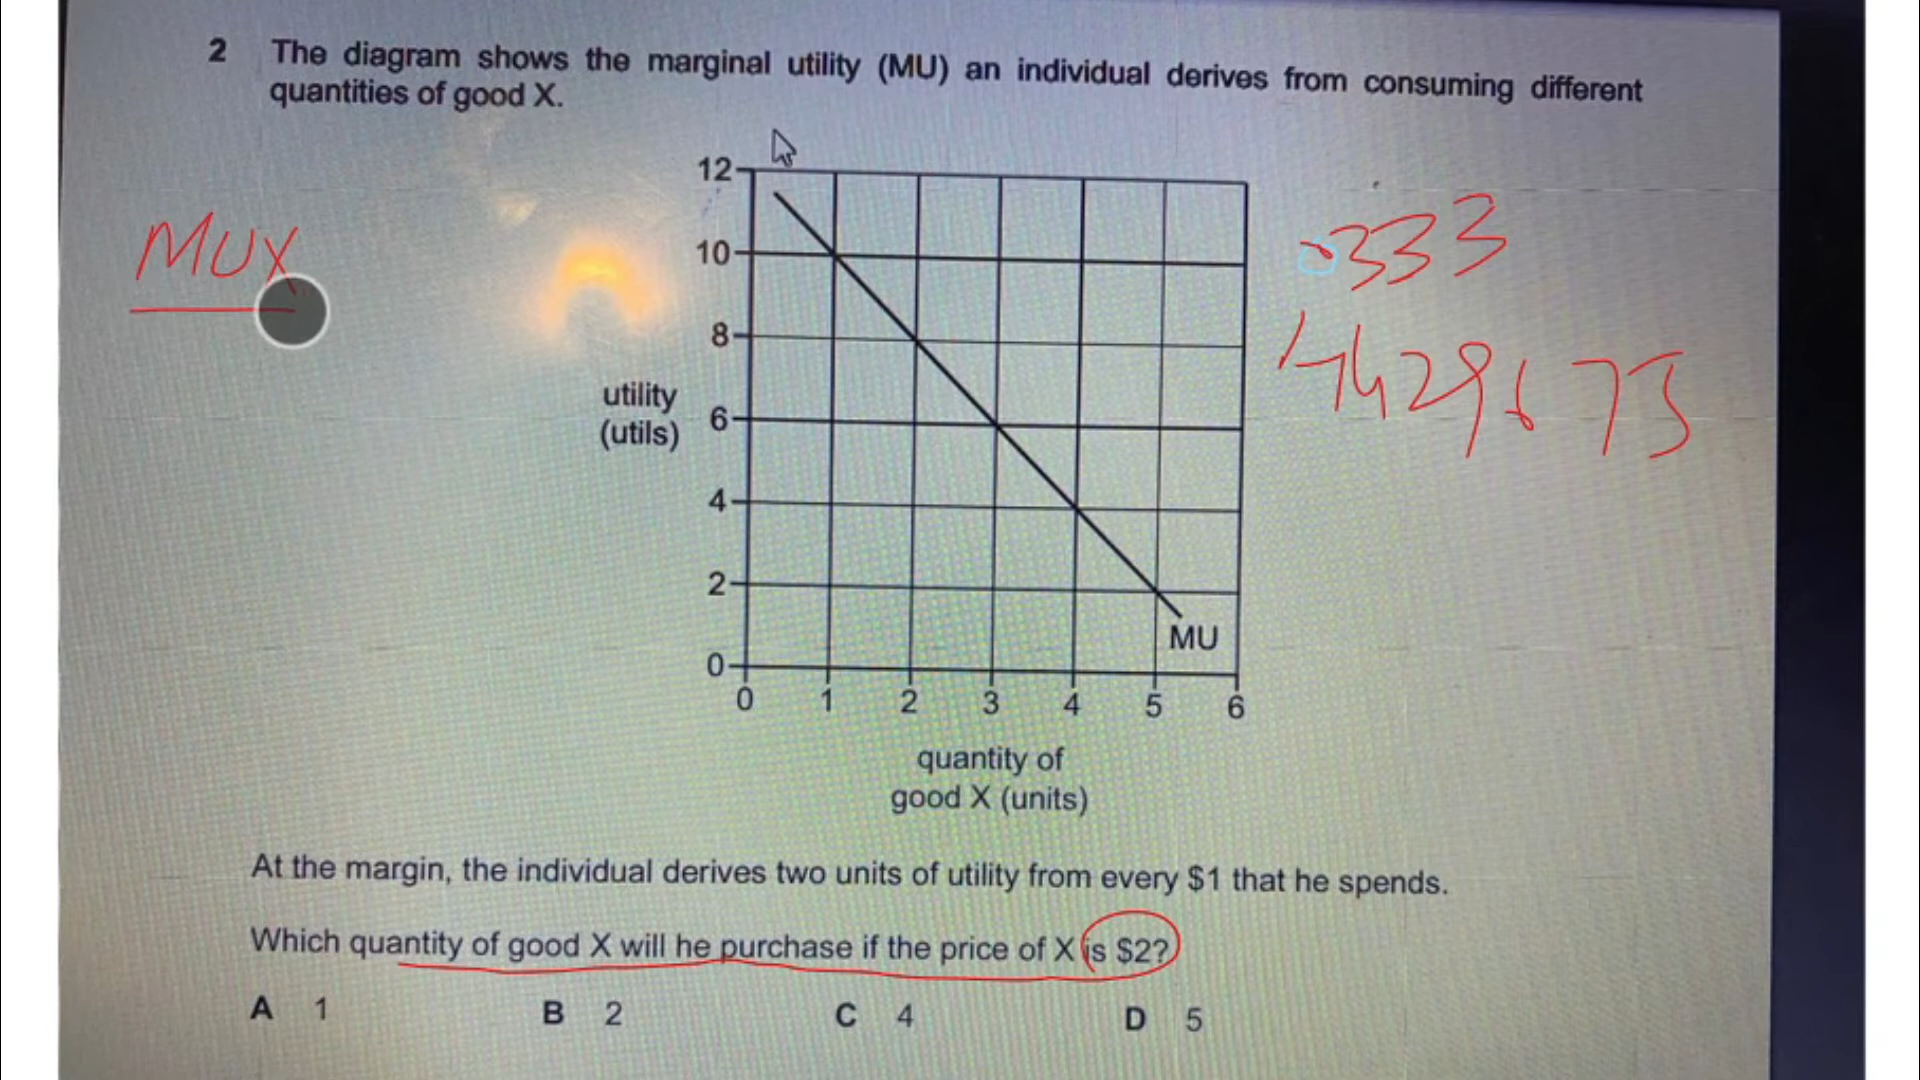 2 The diagram shows the marginal utility (MU) an individual derives from consuming different
quantities of good X.
MUX
12
10
8
6
4
2
0
utility
(utils)
MU
0 1 2 3 4 5 6
quantity of
good X (units)
0333
4429675
At the margin, the individual derives two units of utility from every $1 that he spends.
Which quantity of good X will he purchase if the price of X is $2?
A 1 B 2 C 4 D 5